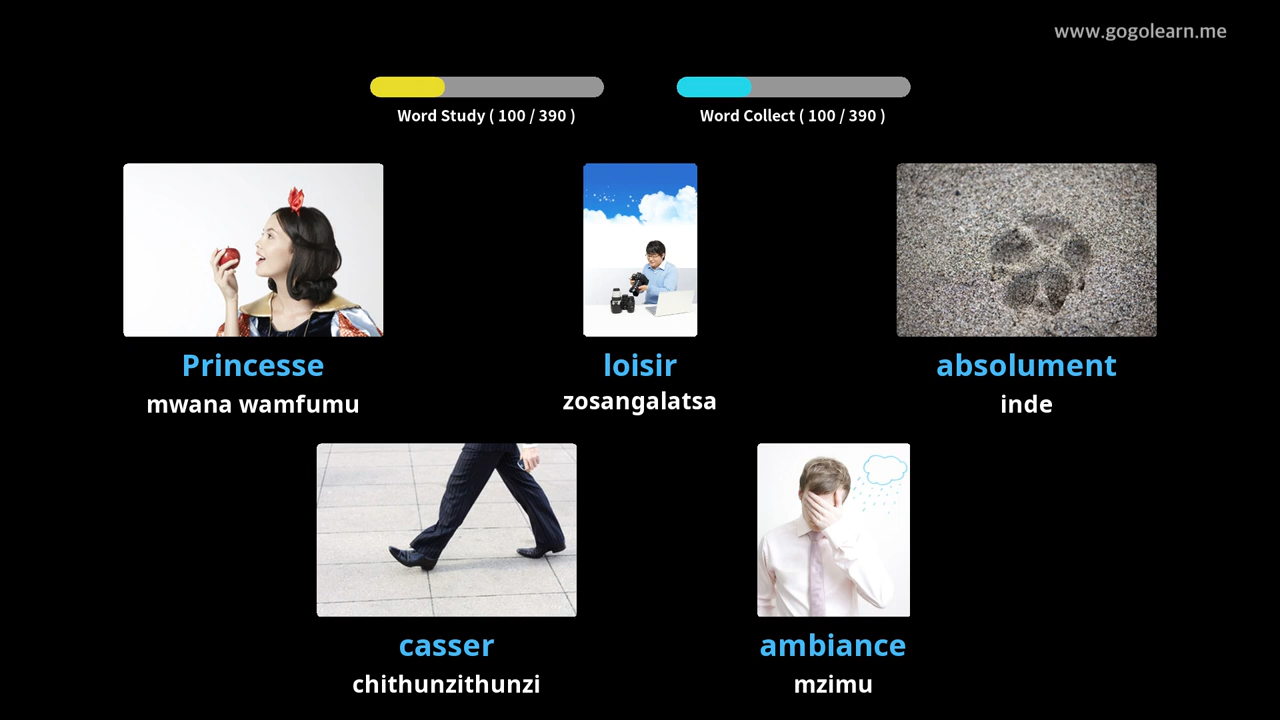 www.gogolearn.me
Word Study ( 100 / 390 )
Word Collect ( 100 / 390 )
Princesse
mwana wamfumu
loisir
zosangalatsa
absolument
inde
casser
chithunzithunzi
ambiance
mzimu